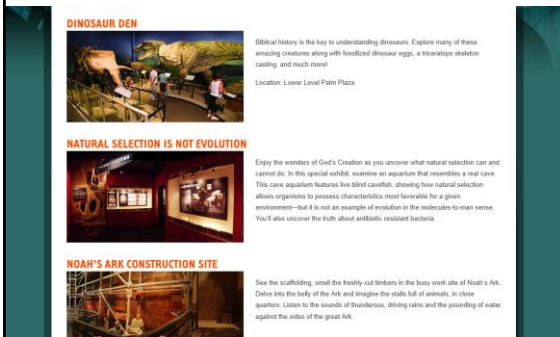 DINOSAUR DEN
Biblical history is the key to understanding dinosaurs. Explore many of these
amazing creatures along with fossilized dinosaur eggs, a triceratops skeleton
casting, and much more!
Location: Lower Level Palm Plaza
NATURAL SELECTION IS NOT EVOLUTION
Enjoy the wonders of God's Creation as you uncover what natural selection can and
cannot do. In this special exhibit, examine an aquarium that resembles a real cave.
This cave aquarium features live blind cavefish, showing how natural selection
allows organisms to possess characteristics most favorable for a given
environment—but it is not an example of evolution in the molecules-to-man sense.
You'll also uncover the truth about antibiotic resistant bacteria.
NOAH'S ARK CONSTRUCTION SITE
See the scaffolding, smell the freshly-cut timbers in the busy work site of Noah's Ark.
Delve into the belly of the Ark and imagine the stalls full of animals, in close
quarters. Listen to the sounds of thunderous, driving rains and the pounding of water
against the sides of the great Ark.